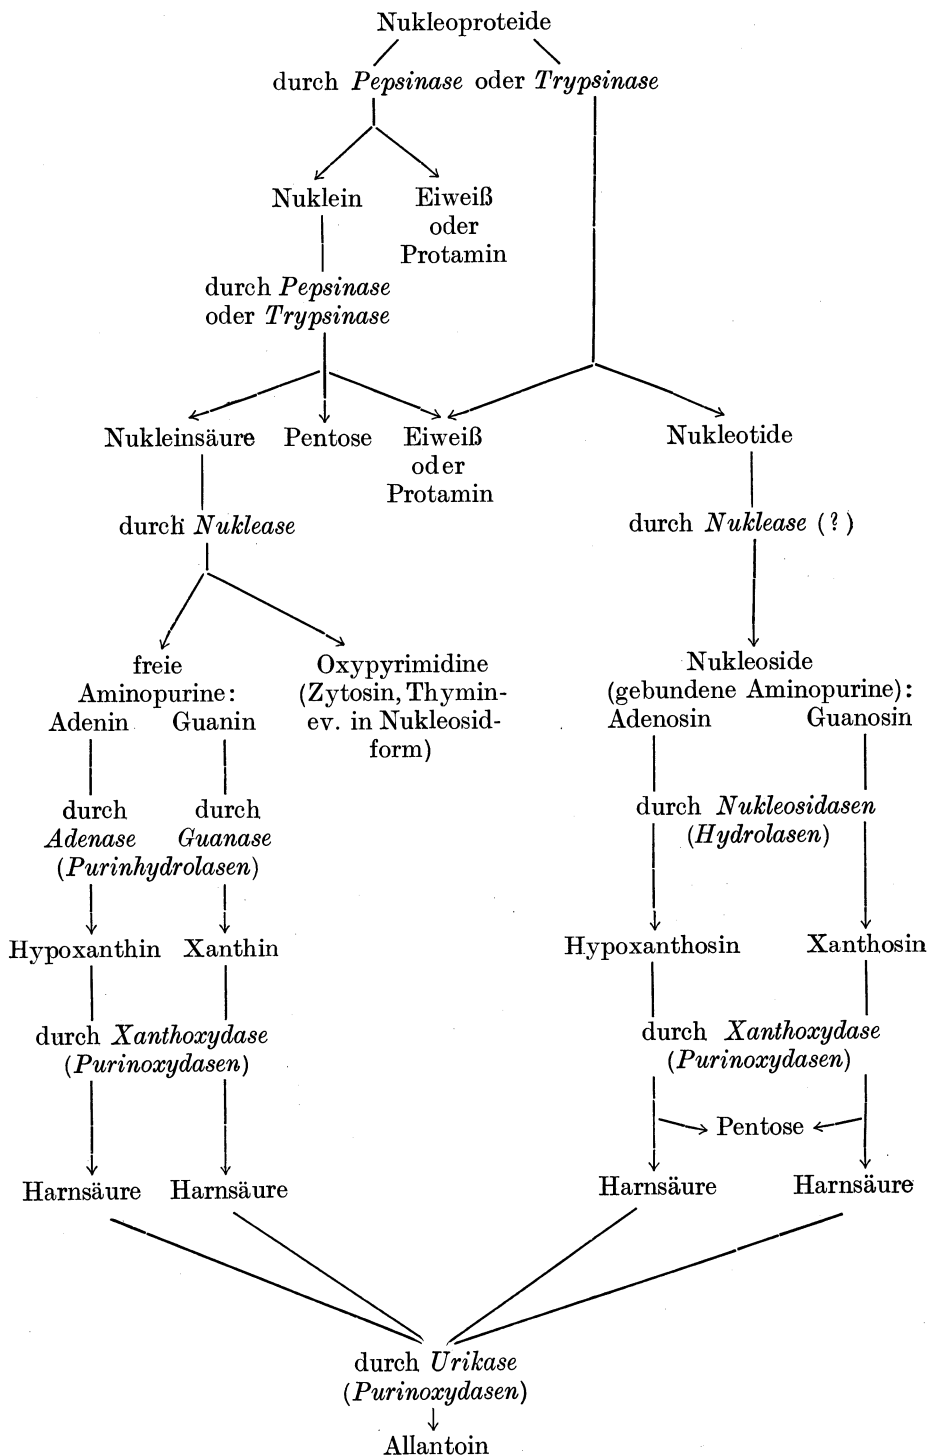 Nukleoproteide
durch Pepsinase oder Trypsinase
Nuklein
Eiweiß
oder
Protamin
durch Pepsinase
oder Trypsinase
Nukleinsäure
Pentose
Eiweiß
oder
Protamin
Nukleotide
durch Nuklease
durch Nuklease (?)
freie
Aminopurine:
Adenin Guanin
Oxypyrimidine
(Zytosin, Thymin-
ev. in Nukleosid-
form)
Nukleoside
(gebundene Aminopurine):
Adenosin Guanosin
durch durch
Adenase Guanase
(Purinhydrolasen)
durch Nukleosidasen
(Hydrolasen)
Hypoxanthin Xanthin
Hypoxanthosin Xanthosin
durch Xanthoxydase
(Purinoxydasen)
durch Xanthoxydase
(Purinoxydasen)
Pentose
Harnsäure Harnsäure
Harnsäure Harnsäure
durch Urikase
(Purinoxydasen)
Allantoin